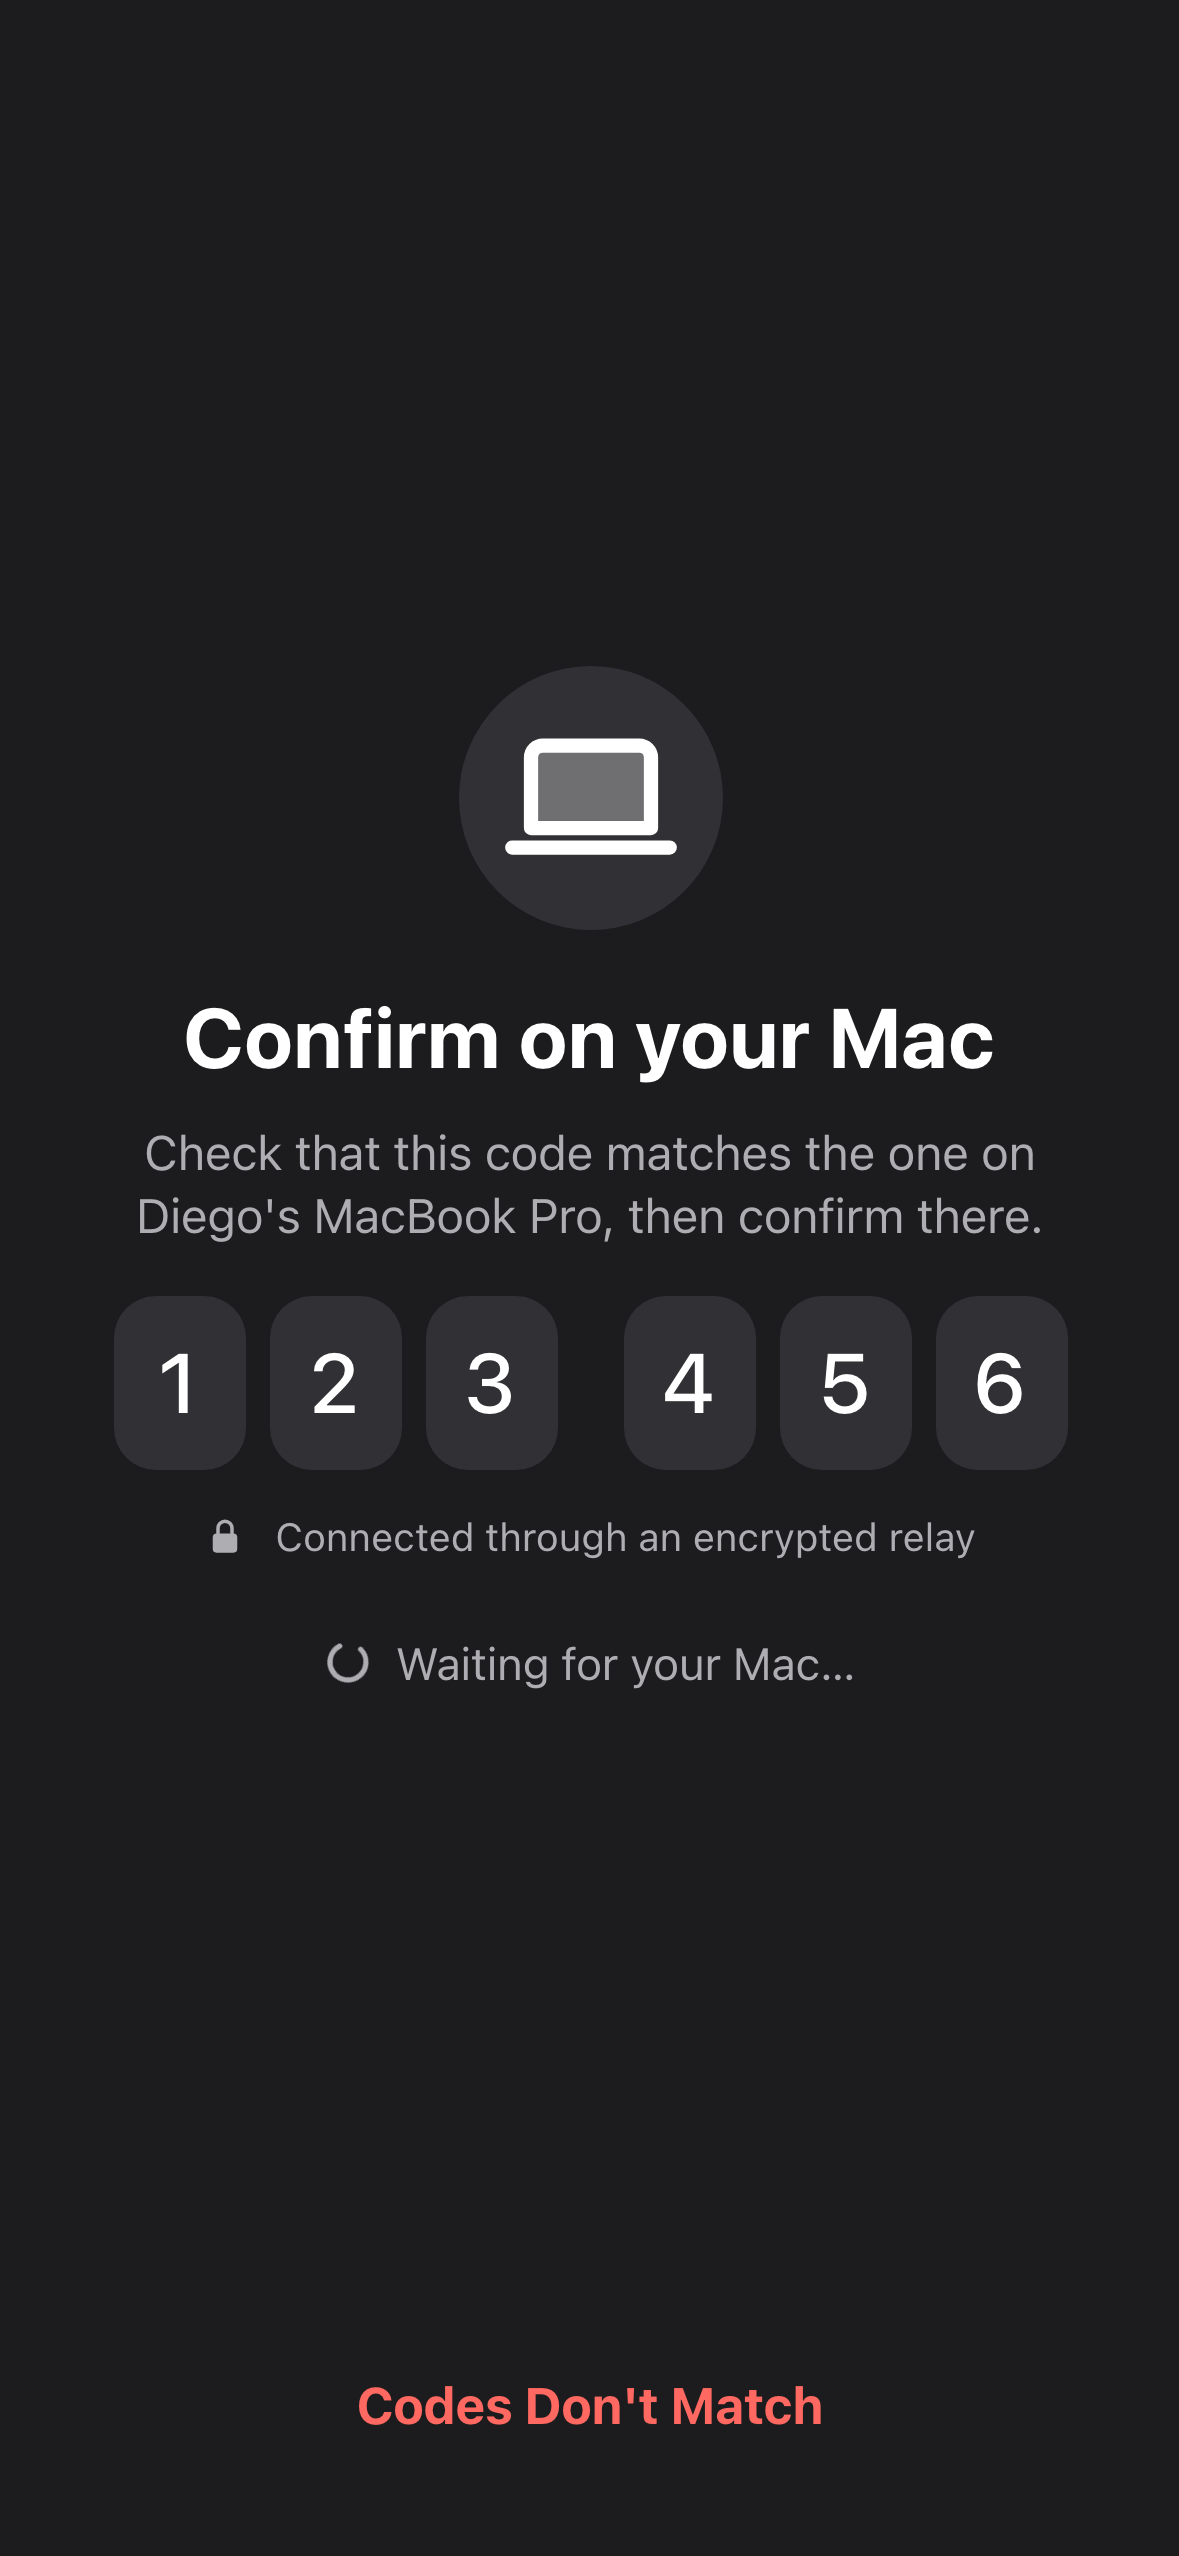 Confirm on your Mac
Check that this code matches the one on
Diego's MacBook Pro, then confirm there.
1 2 3 4 5 6
Connected through an encrypted relay
Waiting for your Mac...
Codes Don't Match